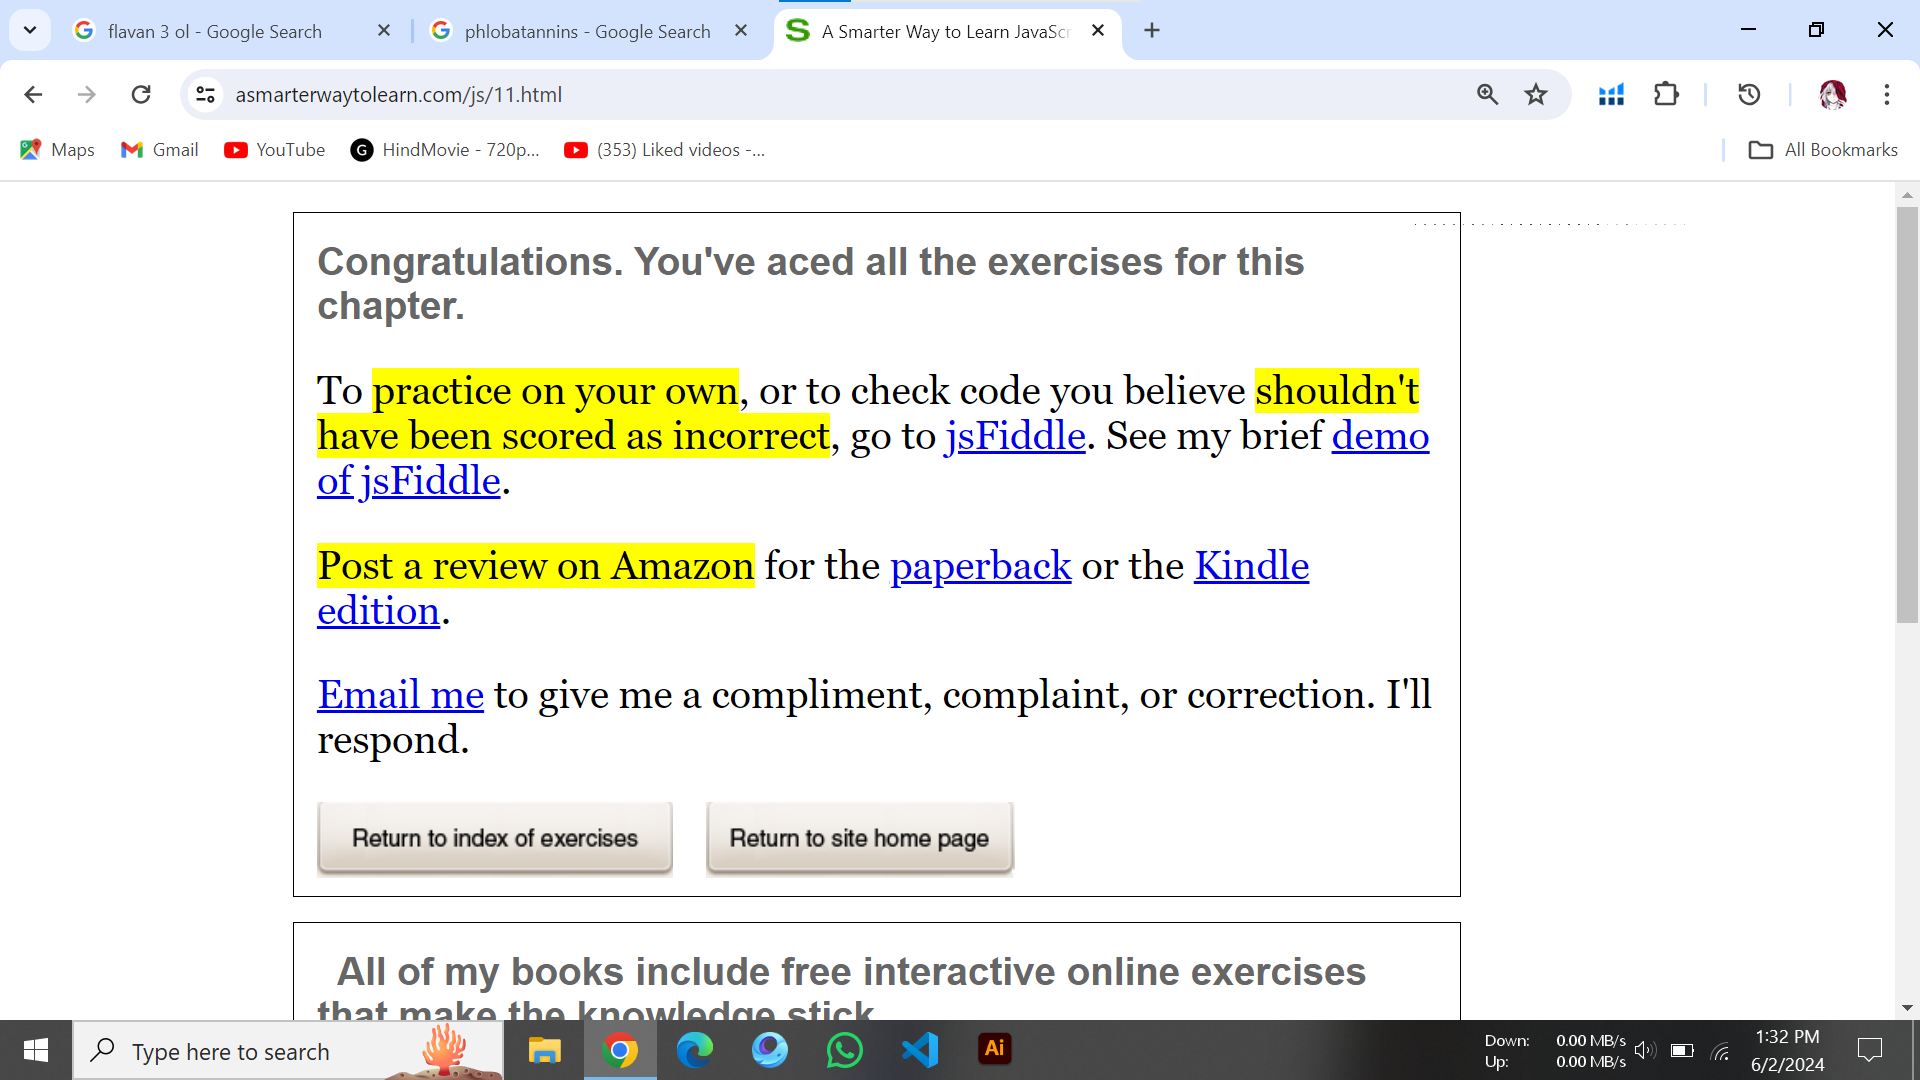 flavan 3 ol - Google Search
phlobatannins - Google Search
A Smarter Way to Learn JavaScr
asmarterwaytolearn.com/js/11.html
Maps
Gmail
YouTube
HindMovie - 720p...
(353) Liked videos -...
All Bookmarks
Congratulations. You've aced all the exercises for this
chapter.
To practice on your own, or to check code you believe shouldn't
have been scored as incorrect, go to jsFiddle. See my brief demo
of jsFiddle.
Post a review on Amazon for the paperback or the Kindle
edition.
Email me to give me a compliment, complaint, or correction. I'll
respond.
Return to index of exercises
Return to site home page
All of my books include free interactive online exercises
that make the knowledge stick
Type here to search
Ai
Down: 0.00 MB/s
Up: 0.00 MB/s
1:32 PM
6/2/2024